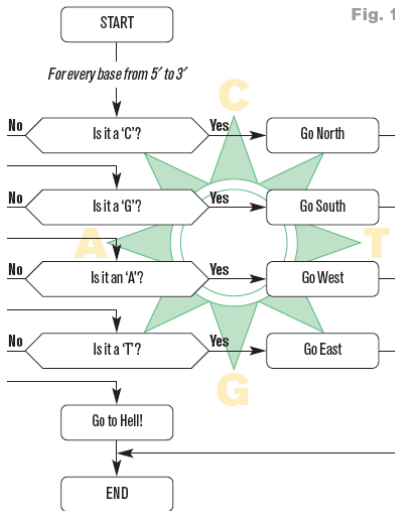 START
Fig. 1
For every base from 5′ to 3′
C
No
Is it a ‘C’?
Yes
Go North
No
Is it a ‘G’?
Yes
Go South
A
T
No
Is it an ‘A’?
Yes
Go West
No
Is it a ‘T’?
Yes
Go East
G
Go to Hell!
END